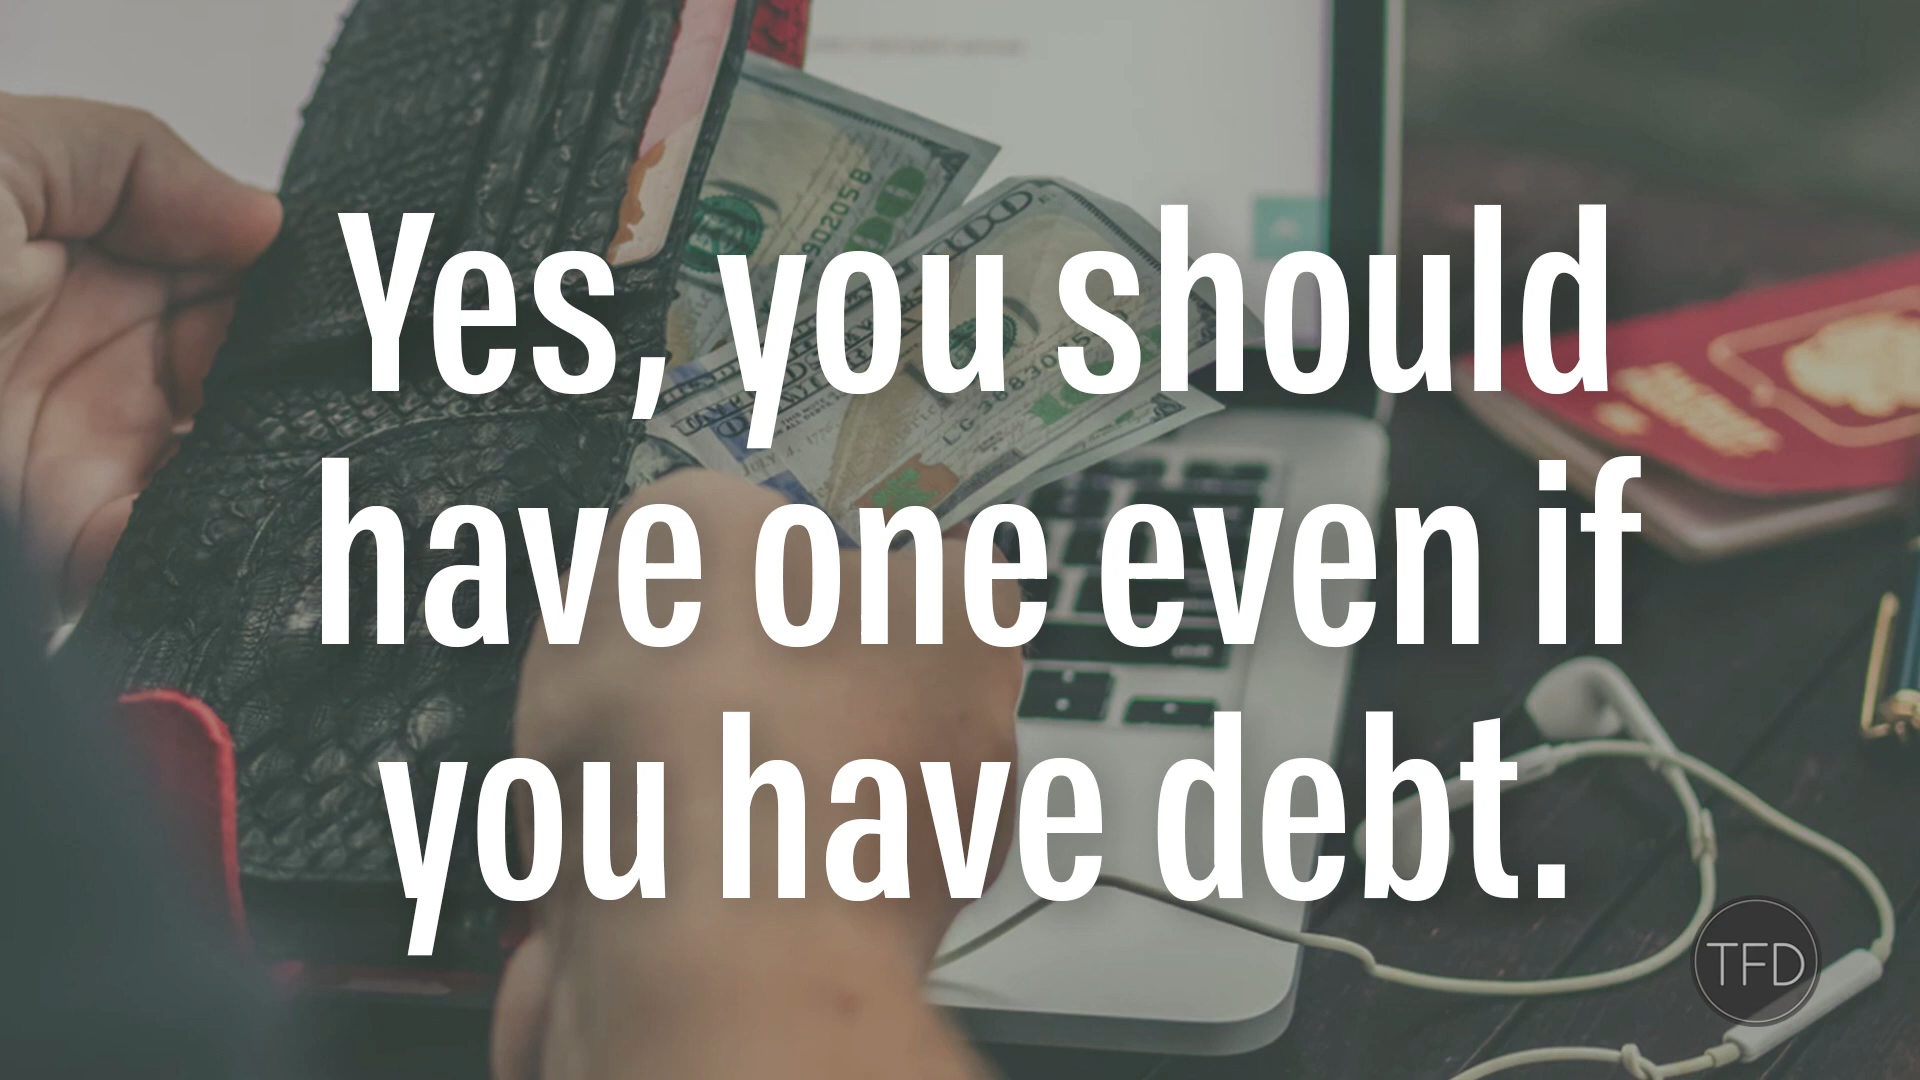 Yes, you should
have one even if
you have debt.
TFD